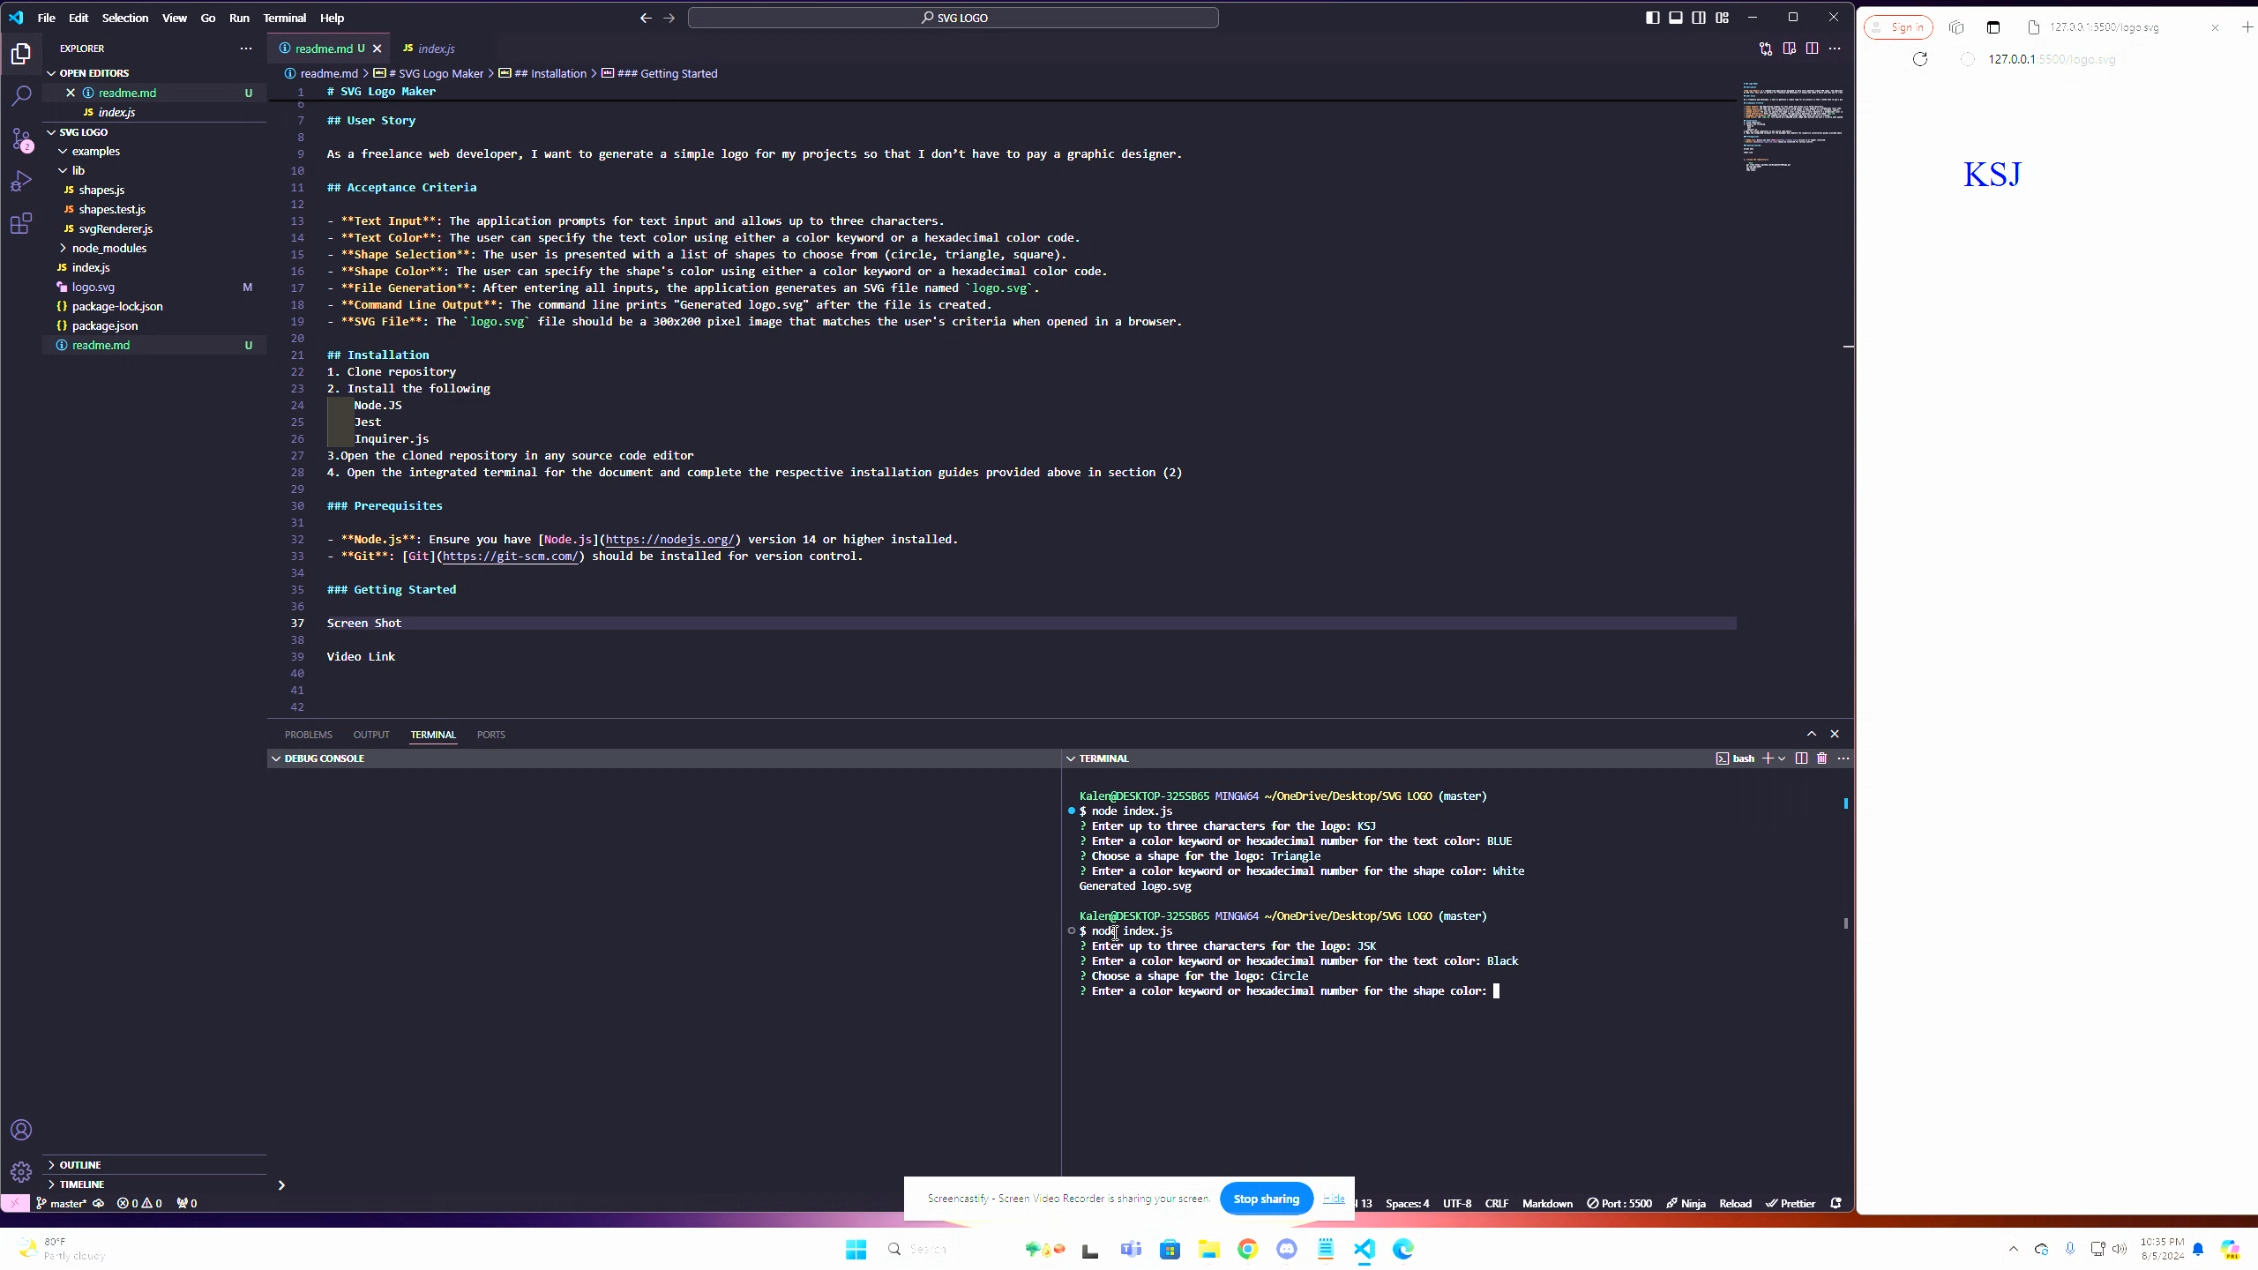 File Edit Selection View Go Run Terminal Help
SVG LOGO
EXPLORER
OPEN EDITORS
readme.md U
index.js
SVG LOGO
examples
lib
shapes.js
shapes.test.js
svgRenderer.js
node_modules
index.js
logo.svg M
package-lock.json
package.json
readme.md U
OUTLINE
TIMELINE
readme.md U
index.js
readme.md > # SVG Logo Maker > ## Installation > ### Getting Started
1 # SVG Logo Maker
6
7 ## User Story
8
9 As a freelance web developer, I want to generate a simple logo for my projects so that I don’t have to pay a graphic designer.
10
11 ## Acceptance Criteria
12
13 - **Text Input**: The application prompts for text input and allows up to three characters.
14 - **Text Color**: The user can specify the text color using either a color keyword or a hexadecimal color code.
15 - **Shape Selection**: The user is presented with a list of shapes to choose from (circle, triangle, square).
16 - **Shape Color**: The user can specify the shape's color using either a color keyword or a hexadecimal color code.
17 - **File Generation**: After entering all inputs, the application generates an SVG file named `logo.svg`.
18 - **Command Line Output**: The command line prints "Generated logo.svg" after the file is created.
19 - **SVG File**: The `logo.svg` file should be a 300x200 pixel image that matches the user's criteria when opened in a browser.
20
21 ## Installation
22 1. Clone repository
23 2. Install the following
24 Node.JS
25 Jest
26 Inquirer.js
27 3.Open the cloned repository in any source code editor
28 4. Open the integrated terminal for the document and complete the respective installation guides provided above in section (2)
29
30 ### Prerequisites
31
32 - **Node.js**: Ensure you have [Node.js](https://nodejs.org/) version 14 or higher installed.
33 - **Git**: [Git](https://git-scm.com/) should be installed for version control.
34
35 ### Getting Started
36
37 Screen Shot
38
39 Video Link
40
41
42
PROBLEMS OUTPUT TERMINAL PORTS
DEBUG CONSOLE
TERMINAL
bash
Kalen@DESKTOP-325SB65 MINGW64 ~/OneDrive/Desktop/SVG LOGO (master)
$ node index.js
? Enter up to three characters for the logo: KSJ
? Enter a color keyword or hexadecimal number for the text color: BLUE
? Choose a shape for the logo: Triangle
? Enter a color keyword or hexadecimal number for the shape color: White
Generated logo.svg
Kalen@DESKTOP-325SB65 MINGW64 ~/OneDrive/Desktop/SVG LOGO (master)
$ node index.js
? Enter up to three characters for the logo: JSK
? Enter a color keyword or hexadecimal number for the text color: Black
? Choose a shape for the logo: Circle
? Enter a color keyword or hexadecimal number for the shape color:
Screencastify - Screen Video Recorder is sharing your screen. Stop sharing Hide
master* 0 0 0
13 Spaces: 4 UTF-8 CRLF Markdown Port : 5500 Ninja Reload Prettier
Sign in
127.0.0.1:5500/logo.svg
127.0.0.1:5500/logo.svg
KSJ
80°F
Partly cloudy
Search
10:35 PM
8/5/2024